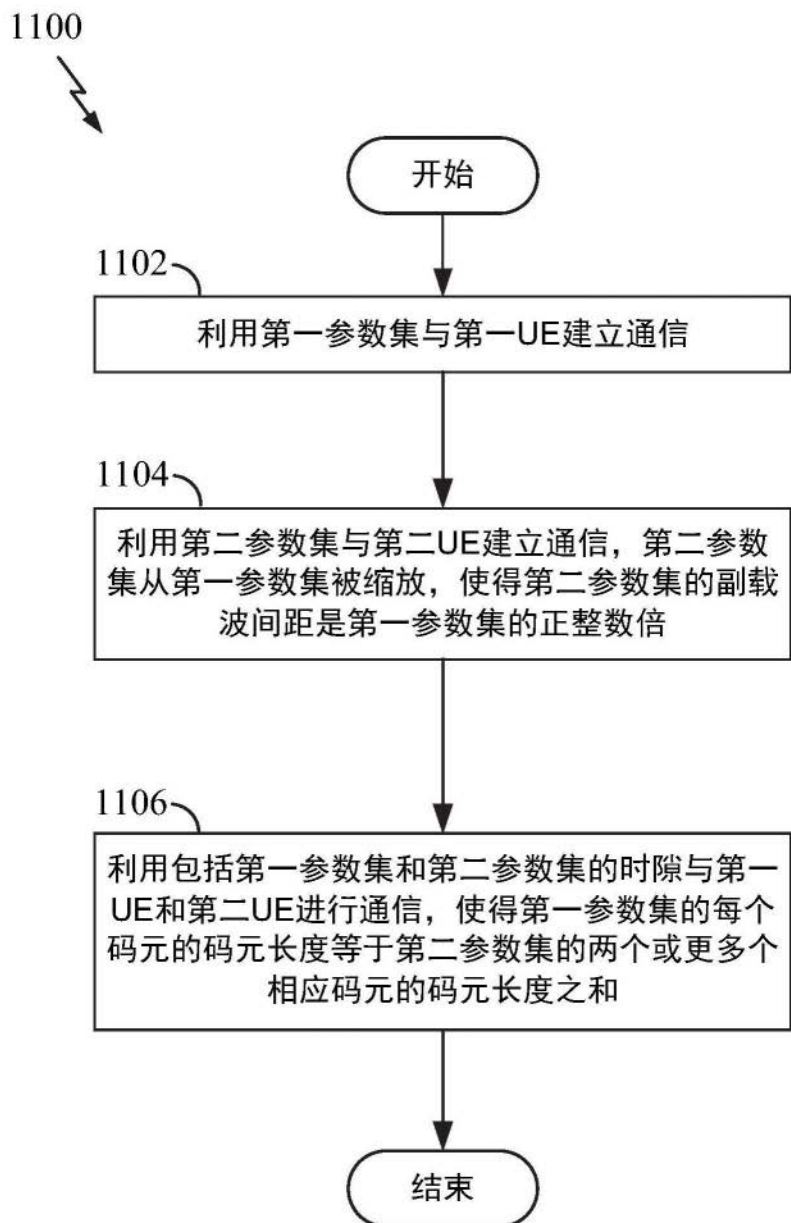 1100
开始
1102
利用第一参数集与第一UE建立通信
1104
利用第二参数集与第二UE建立通信，第二参数
集从第一参数集被缩放，使得第二参数集的副载
波间距是第一参数集的正整数倍
1106
利用包括第一参数集和第二参数集的时隙与第一
UE和第二UE进行通信，使得第一参数集的每个
码元的码元长度等于第二参数集的两个或更多个
相应码元的码元长度之和
结束